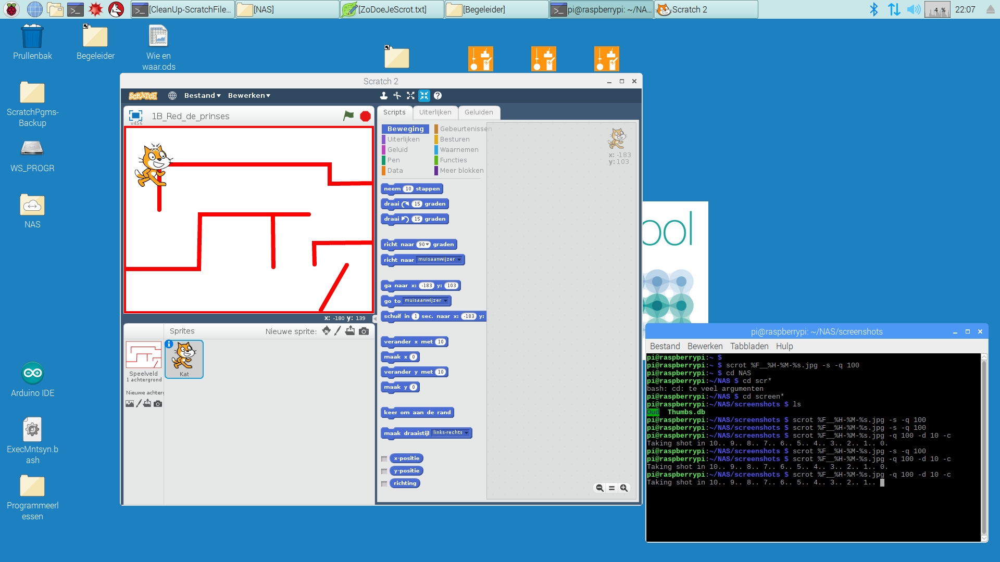 [CleanUp-ScratchFile...
[NAS]
[ZoDoeJeScrot.txt]
[Begeleider]
pi@raspberrypi: ~/NA...
Scratch 2
4 %
22:07
Prullenbak
Begeleider
Wie en
waar.ods
ScratchPgms-
Backup
WS_PROGR
NAS
Arduino IDE
ExecMntsyn.b
ash
Programmeerl
essen
Scratch 2
SCRATCH
Bestand
Bewerken
v456
1B_Red_de_prinses
x: -180 y: 139
Sprites
Nieuwe sprite:
Speelveld
1 achtergrond
Nieuwe achterg
Kat
Scripts
Uiterlijken
Geluiden
Beweging
Gebeurtenissen
Uiterlijken
Besturen
Geluid
Waarnemen
Pen
Functies
Data
Meer blokken
neem 10 stappen
draai 15 graden
draai 15 graden
richt naar 90 graden
richt naar muisaanwijzer
ga naar x: -183 y: 103
go to muisaanwijzer
schuif in 1 sec. naar x: -183 y:
verander x met 10
maak x 0
verander y met 10
maak y 0
keer om aan de rand
maak draaistijl links-rechts
x-positie
y-positie
richting
x: -183
y: 103
ool
pi@raspberrypi: ~/NAS/screenshots
Bestand Bewerken Tabbladen Hulp
pi@raspberrypi:~ $
pi@raspberrypi:~ $ scrot %F__%H-%M-%s.jpg -s -q 100
pi@raspberrypi:~ $ cd NAS
pi@raspberrypi:~/NAS $ cd scr*
bash: cd: te veel argumenten
pi@raspberrypi:~/NAS $ cd screen*
pi@raspberrypi:~/NAS/screenshots $ ls
Oud Thumbs.db
pi@raspberrypi:~/NAS/screenshots $ scrot %F__%H-%M-%s.jpg -s -q 100
pi@raspberrypi:~/NAS/screenshots $ scrot %F__%H-%M-%s.jpg -s -q 100
pi@raspberrypi:~/NAS/screenshots $ scrot %F__%H-%M-%s.jpg -q 100 -d 10 -c
Taking shot in 10.. 9.. 8.. 7.. 6.. 5.. 4.. 3.. 2.. 1.. 0.
pi@raspberrypi:~/NAS/screenshots $ scrot %F__%H-%M-%s.jpg -s -q 100
pi@raspberrypi:~/NAS/screenshots $ scrot %F__%H-%M-%s.jpg -q 100 -d 10 -c
Taking shot in 10.. 9.. 8.. 7.. 6.. 5.. 4.. 3.. 2.. 1.. 0.
pi@raspberrypi:~/NAS/screenshots $ scrot %F__%H-%M-%s.jpg -q 100 -d 10 -c
Taking shot in 10.. 9.. 8.. 7.. 6.. 5.. 4.. 3.. 2.. 1..